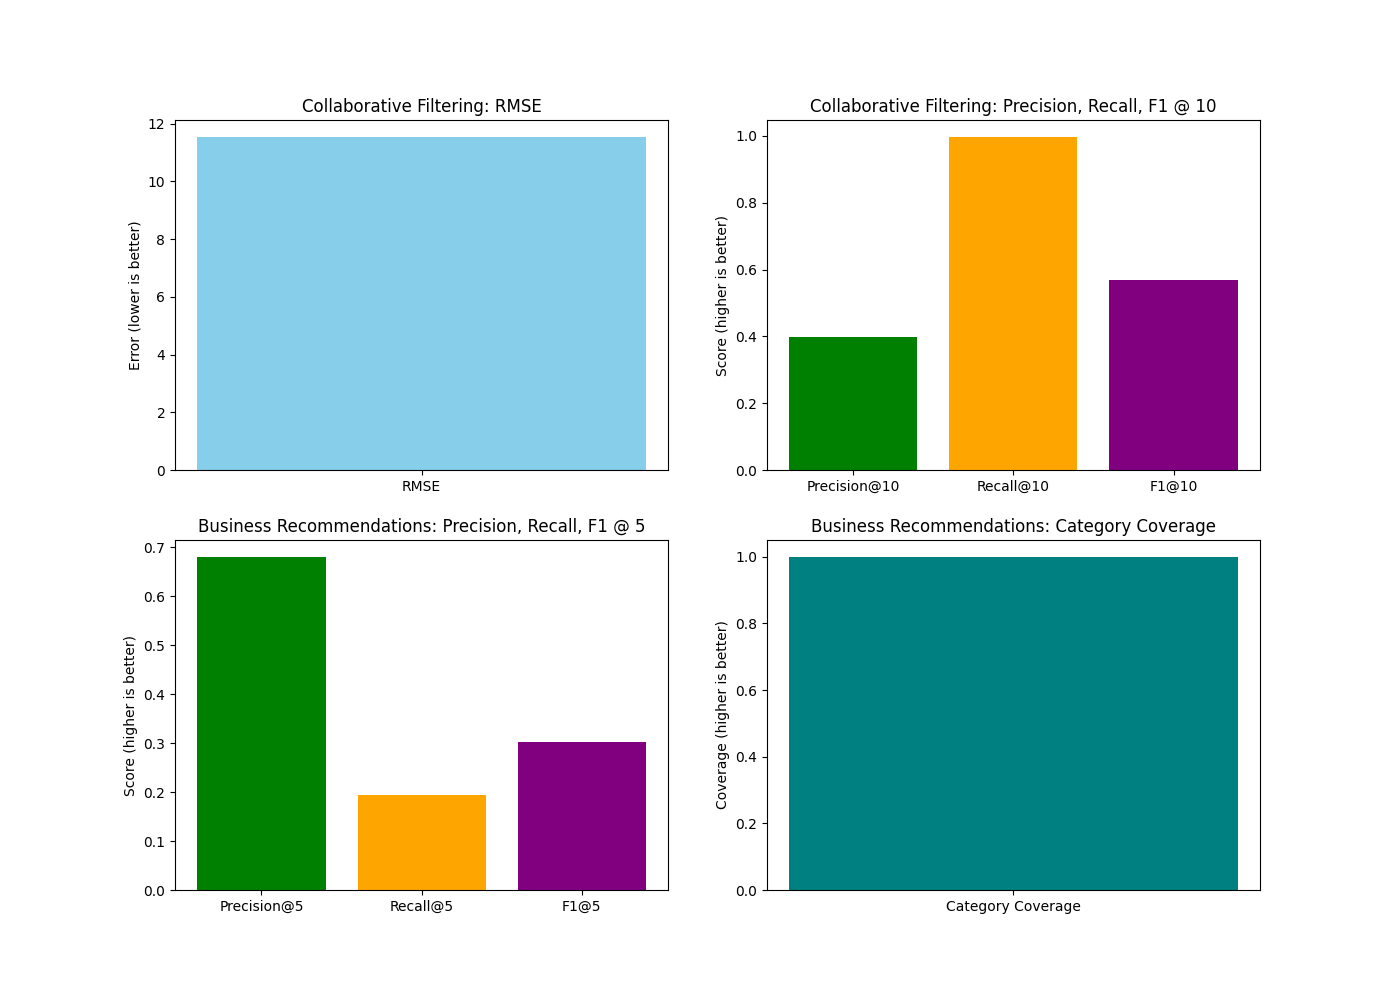 Collaborative Filtering: RMSE
12
10
8
6
4
2
0
Error (lower is better)
RMSE
Collaborative Filtering: Precision, Recall, F1 @ 10
1.0
0.8
0.6
0.4
0.2
0.0
Score (higher is better)
Precision@10
Recall@10
F1@10
Business Recommendations: Precision, Recall, F1 @ 5
0.7
0.6
0.5
0.4
0.3
0.2
0.1
0.0
Score (higher is better)
Precision@5
Recall@5
F1@5
Business Recommendations: Category Coverage
1.0
0.8
0.6
0.4
0.2
0.0
Coverage (higher is better)
Category Coverage